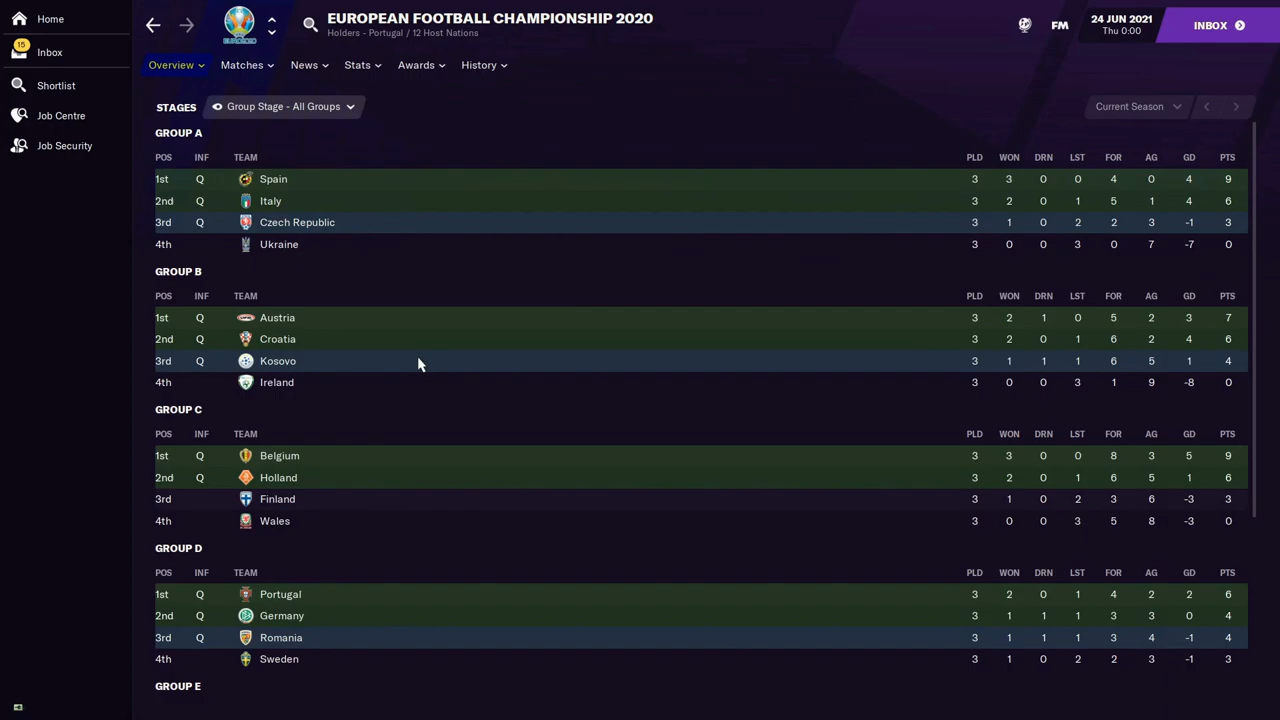 Home
15
Inbox
Shortlist
Job Centre
Job Security
EUROPEAN FOOTBALL CHAMPIONSHIP 2020
Holders - Portugal / 12 Host Nations
EURO2020
FM
24 JUN 2021
Thu 0:00
INBOX
Overview Matches News Stats Awards History
STAGES Group Stage - All Groups Current Season
GROUP A
POS INF TEAM PLD WON DRN LST FOR AG GD PTS
1st Q Spain 3 3 0 0 4 0 4 9
2nd Q Italy 3 2 0 1 5 1 4 6
3rd Q Czech Republic 3 1 0 2 2 3 -1 3
4th Ukraine 3 0 0 3 0 7 -7 0
GROUP B
POS INF TEAM PLD WON DRN LST FOR AG GD PTS
1st Q Austria 3 2 1 0 5 2 3 7
2nd Q Croatia 3 2 0 1 6 2 4 6
3rd Q Kosovo 3 1 1 1 6 5 1 4
4th Ireland 3 0 0 3 1 9 -8 0
GROUP C
POS INF TEAM PLD WON DRN LST FOR AG GD PTS
1st Q Belgium 3 3 0 0 8 3 5 9
2nd Q Holland 3 2 0 1 6 5 1 6
3rd Finland 3 1 0 2 3 6 -3 3
4th Wales 3 0 0 3 5 8 -3 0
GROUP D
POS INF TEAM PLD WON DRN LST FOR AG GD PTS
1st Q Portugal 3 2 0 1 4 2 2 6
2nd Q Germany 3 1 1 1 3 3 0 4
3rd Q Romania 3 1 1 1 3 4 -1 4
4th Sweden 3 1 0 2 2 3 -1 3
GROUP E